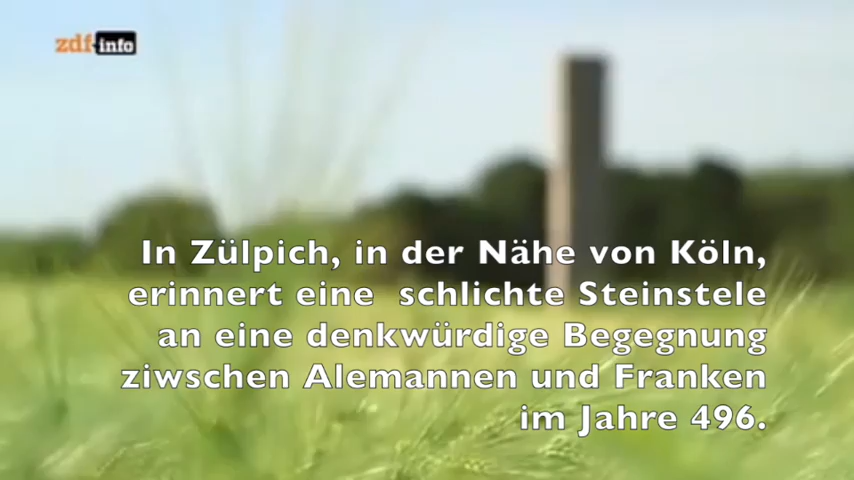 zdf info
In Zülpich, in der Nähe von Köln,
erinnert eine  schlichte Steinstele
an eine denkwürdige Begegnung
ziwschen Alemannen und Franken
im Jahre 496.